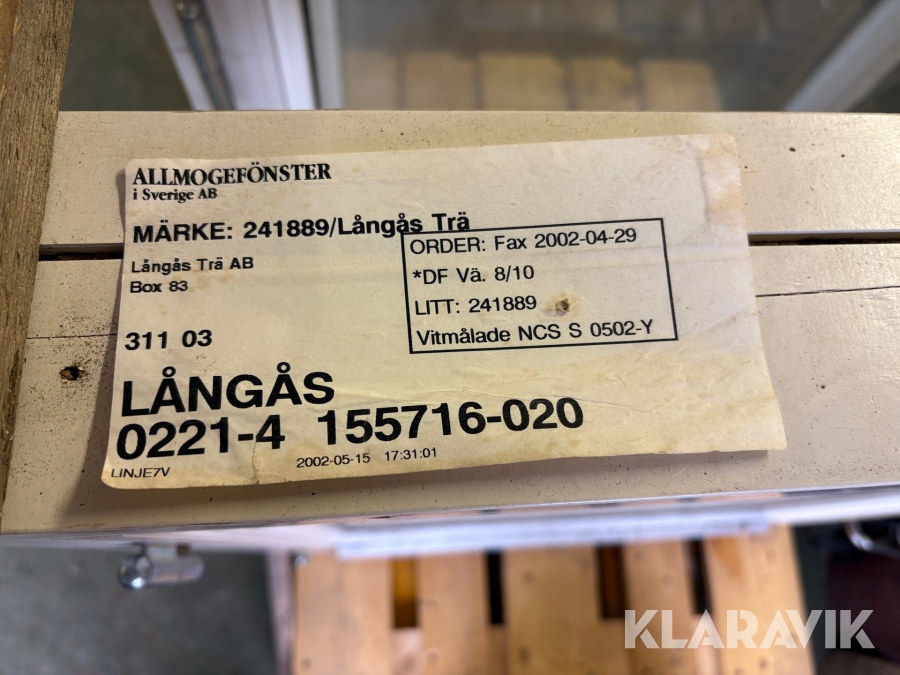 ALLMOGEFÖNSTER
i Sverige AB
MÄRKE: 241889/Långås Trä
Långås Trä AB
Box 83
311 03
ORDER: Fax 2002-04-29
*DF Vä. 8/10
LITT: 241889
Vitmålade NCS S 0502-Y
LÅNGÅS
0221-4 155716-020
LINJE7V
2002-05-15 17:31:01
KLARAVIK